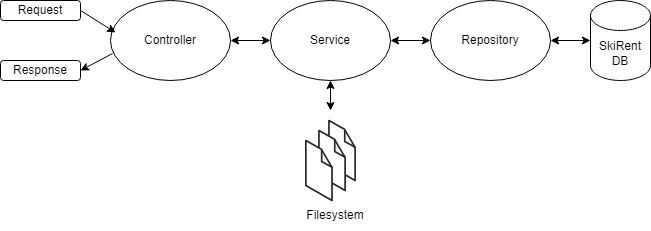 Request
Response
Controller
Service
Repository
SkiRent
DB
Filesystem